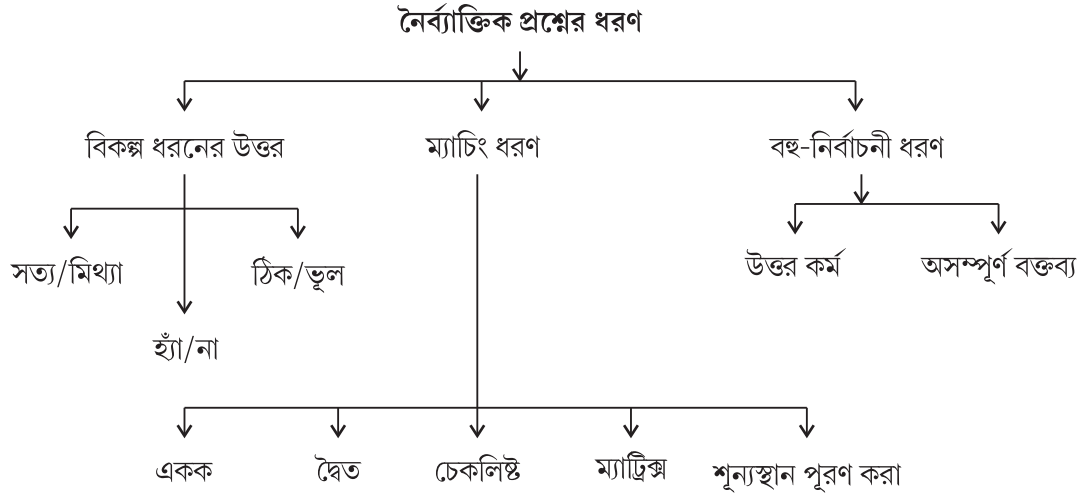 নৈর্ব্যাক্তিক প্রশ্নের ধরণ
বিকল্প ধরনের উত্তর
ম্যাচিং ধরণ
বহু-নির্বাচনী ধরণ
সত্য/মিথ্যা
ঠিক/ভূল
উত্তর কর্ম
অসম্পূর্ণ বক্তব্য
হ্যাঁ/না
একক
দ্বৈত
চেকলিষ্ট
ম্যাট্রিক্স
শূন্যস্থান পূরণ করা